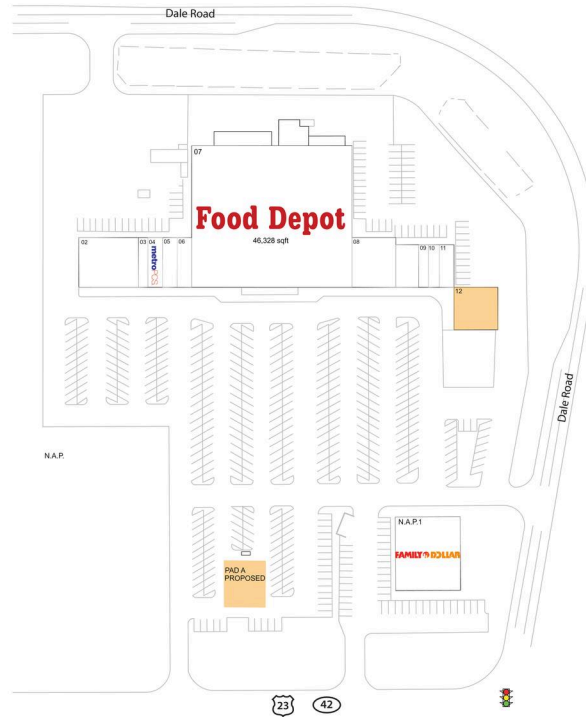 Dale Road
07
Food Depot
46,328 sqft
02
03
04
05
06
metroPCS
08
09
10
11
12
Dale Road
N.A.P.
N.A.P.1
FAMILY DOLLAR
PAD A
PROPOSED
23
42